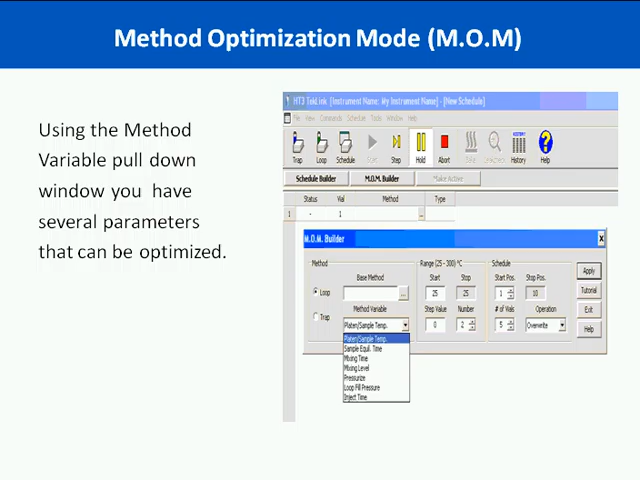 Method Optimization Mode (M.O.M)
Using the Method
Variable pull down
window you have
several parameters
that can be optimized.
HT3 TekLink [Instrument Name: My Instrument Name] - [New Schedule]
File View Commands Schedule Tools Window Help
Trap Loop Schedule Start Step Hold Abort Bake Leak Check History Help
HISTORY
Schedule Builder M.O.M. Builder Make Active
Status Vial Method Type
1 - 1 ...
M.O.M. Builder X
Method Range (25 - 300) °C Schedule
Base Method Start Stop Start Pos. Stop Pos. Apply
Loop ... 25 25 1 10 Tutorial
Trap Method Variable Step Value Number # of Vials Operation Exit
Platen/Sample Temp. 0 2 5 Overwrite Help
Platen/Sample Temp.
Sample Equil. Time
Mixing Time
Mixing Level
Pressurize
Loop Fill Pressure
Inject Time